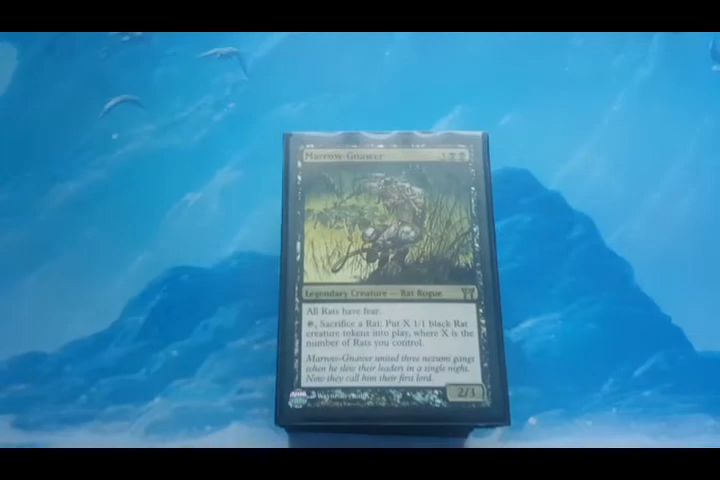 Marrow-Gnawer 3
Legendary Creature — Rat Rogue
All Rats have fear.
, Sacrifice a Rat: Put X 1/1 black Rat
creature tokens into play, where X is the
number of Rats you control.
Marrow-Gnawer united three nezumi gangs
when he slew their leaders in a single night.
Now they call him their first lord.
2/3